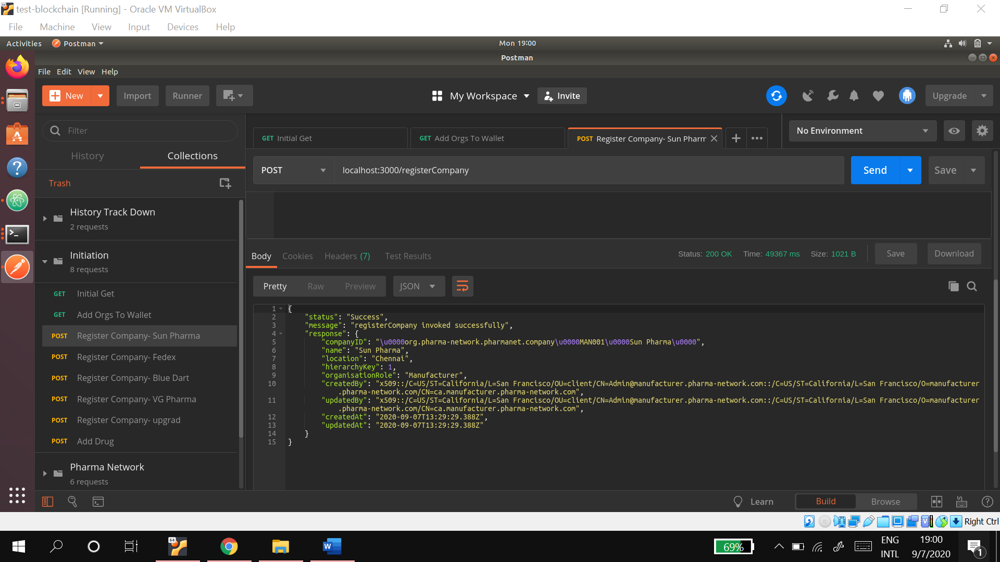 test-blockchain [Running] - Oracle VM VirtualBox
File Machine View Input Devices Help
Activities Postman Mon 19:00
Postman
File Edit View Help
New Import Runner My Workspace Invite Upgrade
Filter
GET Initial Get GET Add Orgs To Wallet POST Register Company- Sun Pharm No Environment
History Collections
POST localhost:3000/registerCompany Send Save
Trash
History Track Down
2 requests
Initiation
8 requests
GET Initial Get
GET Add Orgs To Wallet
POST Register Company- Sun Pharma
POST Register Company- Fedex
POST Register Company- Blue Dart
POST Register Company- VG Pharma
POST Register Company- upgrad
POST Add Drug
Pharma Network
6 requests
Body Cookies Headers (7) Test Results Status: 200 OK Time: 49367 ms Size: 1021 B Save Download
Pretty Raw Preview JSON
1 {
2 "status": "Success",
3 "message": "registerCompany invoked successfully",
4 "response": {
5 "companyID": "\u0000org.pharma-network.pharmanet.company\u0000MAN001\u0000Sun Pharma\u0000",
6 "name": "Sun Pharma",
7 "location": "Chennai",
8 "hierarchyKey": 1,
9 "organisationRole": "Manufacturer",
10 "createdBy": "x509::/C=US/ST=California/L=San Francisco/OU=client/CN=Admin@manufacturer.pharma-network.com::/C=US/ST=California/L=San Francisco/O=manufacturer
.pharma-network.com/CN=ca.manufacturer.pharma-network.com",
11 "updatedBy": "x509::/C=US/ST=California/L=San Francisco/OU=client/CN=Admin@manufacturer.pharma-network.com::/C=US/ST=California/L=San Francisco/O=manufacturer
.pharma-network.com/CN=ca.manufacturer.pharma-network.com",
12 "createdAt": "2020-09-07T13:29:29.388Z",
13 "updatedAt": "2020-09-07T13:29:29.388Z"
14 }
15 }
Learn Build Browse
Right Ctrl
64
69%
ENG
INTL
19:00
9/7/2020
1